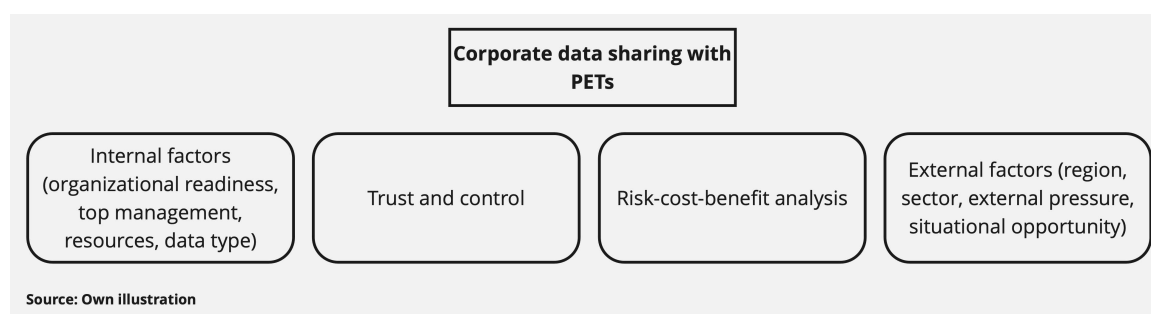 Corporate data sharing with
PETs
Internal factors
(organizational readiness,
top management,
resources, data type)
Trust and control
Risk-cost-benefit analysis
External factors (region,
sector, external pressure,
situational opportunity)
Source: Own illustration